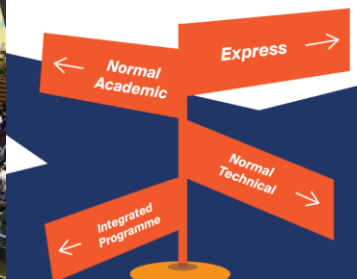 Normal
Academic
Express
Normal
Technical
Integrated
Programme